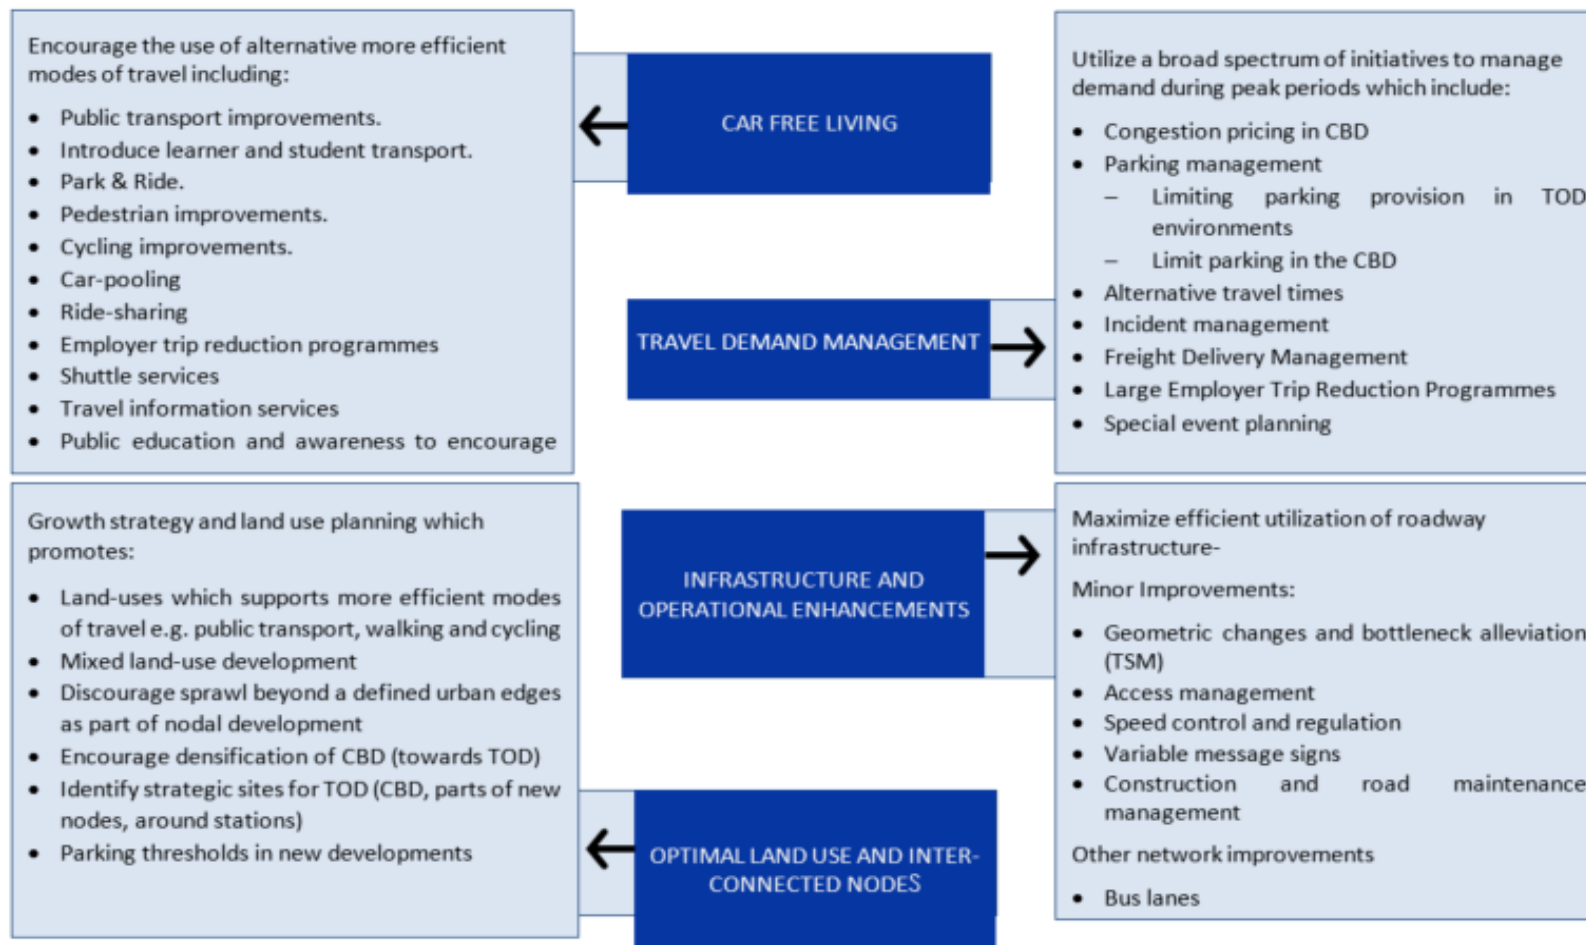 Encourage the use of alternative more efficient
modes of travel including:
• Public transport improvements.
• Introduce learner and student transport.
• Park & Ride.
• Pedestrian improvements.
• Cycling improvements.
• Car-pooling
• Ride-sharing
• Employer trip reduction programmes
• Shuttle services
• Travel information services
• Public education and awareness to encourage
CAR FREE LIVING
Utilize a broad spectrum of initiatives to manage
demand during peak periods which include:
• Congestion pricing in CBD
• Parking management
– Limiting parking provision in TOD
environments
– Limit parking in the CBD
• Alternative travel times
• Incident management
• Freight Delivery Management
• Large Employer Trip Reduction Programmes
• Special event planning
TRAVEL DEMAND MANAGEMENT
Growth strategy and land use planning which
promotes:
• Land-uses which supports more efficient modes
of travel e.g. public transport, walking and cycling
• Mixed land-use development
• Discourage sprawl beyond a defined urban edges
as part of nodal development
• Encourage densification of CBD (towards TOD)
• Identify strategic sites for TOD (CBD, parts of new
nodes, around stations)
• Parking thresholds in new developments
INFRASTRUCTURE AND
OPERATIONAL ENHANCEMENTS
Maximize efficient utilization of roadway
infrastructure-
Minor Improvements:
• Geometric changes and bottleneck alleviation
(TSM)
• Access management
• Speed control and regulation
• Variable message signs
• Construction and road maintenance
management
Other network improvements
• Bus lanes
OPTIMAL LAND USE AND INTER-
CONNECTED NODES